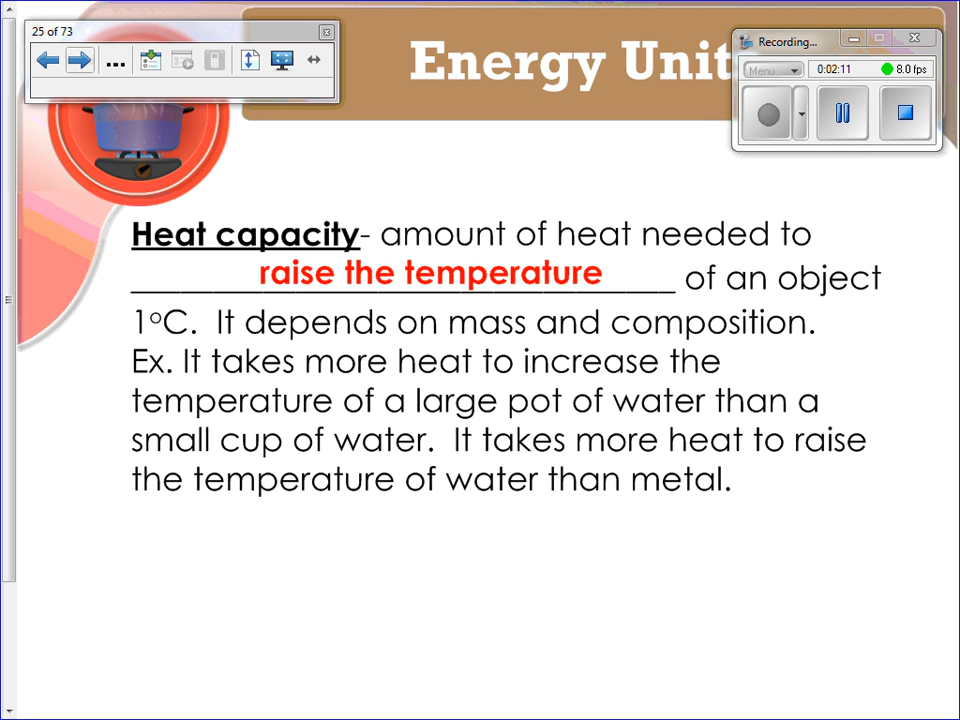 25 of 73
Energy Unit
Recording...
Menu
0:02:11
8.0 fps
Heat capacity- amount of heat needed to
raise the temperature of an object
1°C. It depends on mass and composition.
Ex. It takes more heat to increase the
temperature of a large pot of water than a
small cup of water. It takes more heat to raise
the temperature of water than metal.